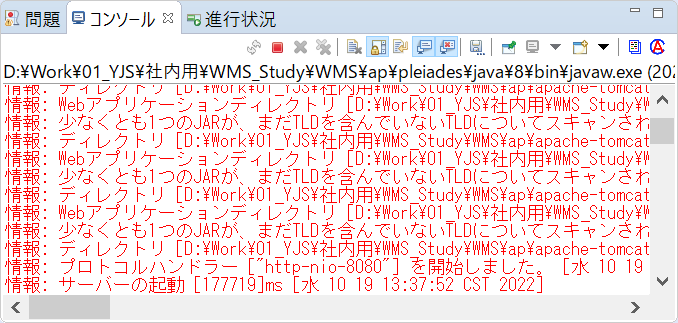 問題 コンソール 進行状況
D:¥Work¥01_YJS¥社内用¥WMS_Study¥WMS¥ap¥pleiades¥java¥8¥bin¥javaw.exe (202
情報: ディレクトリ [D:¥Work¥01_YJS¥社内用¥WMS_Study¥WMS¥ap¥apache-tomcat
情報: Webアプリケーションディレクトリ [D:¥Work¥01_YJS¥社内用¥WMS_Study¥W
情報: 少なくとも1つのJARが、まだTLDを含んでいないTLDについてスキャンされ
情報: ディレクトリ [D:¥Work¥01_YJS¥社内用¥WMS_Study¥WMS¥ap¥apache-tomcat
情報: Webアプリケーションディレクトリ [D:¥Work¥01_YJS¥社内用¥WMS_Study¥W
情報: 少なくとも1つのJARが、まだTLDを含んでいないTLDについてスキャンされ
情報: ディレクトリ [D:¥Work¥01_YJS¥社内用¥WMS_Study¥WMS¥ap¥apache-tomcat
情報: Webアプリケーションディレクトリ [D:¥Work¥01_YJS¥社内用¥WMS_Study¥W
情報: 少なくとも1つのJARが、まだTLDを含んでいないTLDについてスキャンされ
情報: ディレクトリ [D:¥Work¥01_YJS¥社内用¥WMS_Study¥WMS¥ap¥apache-tomcat
情報: プロトコルハンドラー ["http-nio-8080"] を開始しました。 [水 10 19
情報: サーバーの起動 [177719]ms [水 10 19 13:37:52 CST 2022]